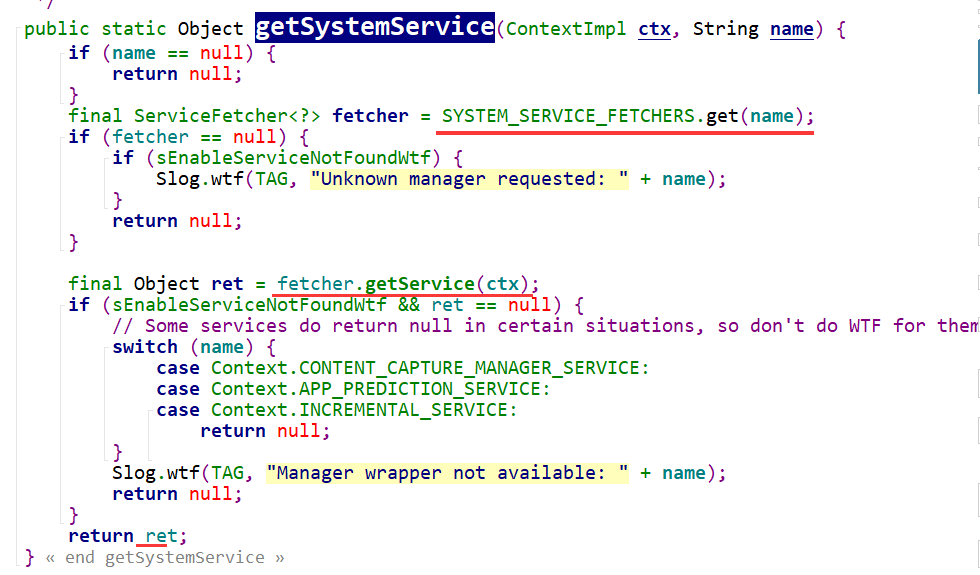 */
public static Object getSystemService(ContextImpl ctx, String name) {
if (name == null) {
return null;
}
final ServiceFetcher<?> fetcher = SYSTEM_SERVICE_FETCHERS.get(name);
if (fetcher == null) {
if (sEnableServiceNotFoundWtf) {
Slog.wtf(TAG, "Unknown manager requested: " + name);
}
return null;
}
final Object ret = fetcher.getService(ctx);
if (sEnableServiceNotFoundWtf && ret == null) {
// Some services do return null in certain situations, so don't do WTF for them
switch (name) {
case Context.CONTENT_CAPTURE_MANAGER_SERVICE:
case Context.APP_PREDICTION_SERVICE:
case Context.INCREMENTAL_SERVICE:
return null;
}
Slog.wtf(TAG, "Manager wrapper not available: " + name);
return null;
}
return ret;
} « end getSystemService »